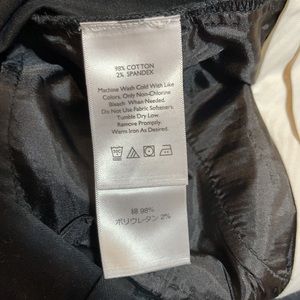 98% COTTON
2% SPANDEX
Machine Wash Cold With Like
Colors. Only Non-Chlorine
Bleach When Needed.
Do Not Use Fabric Softeners.
Tumble Dry Low.
Remove Promptly.
Warm Iron As Desired.
綿 98%
ポリウレタン 2%